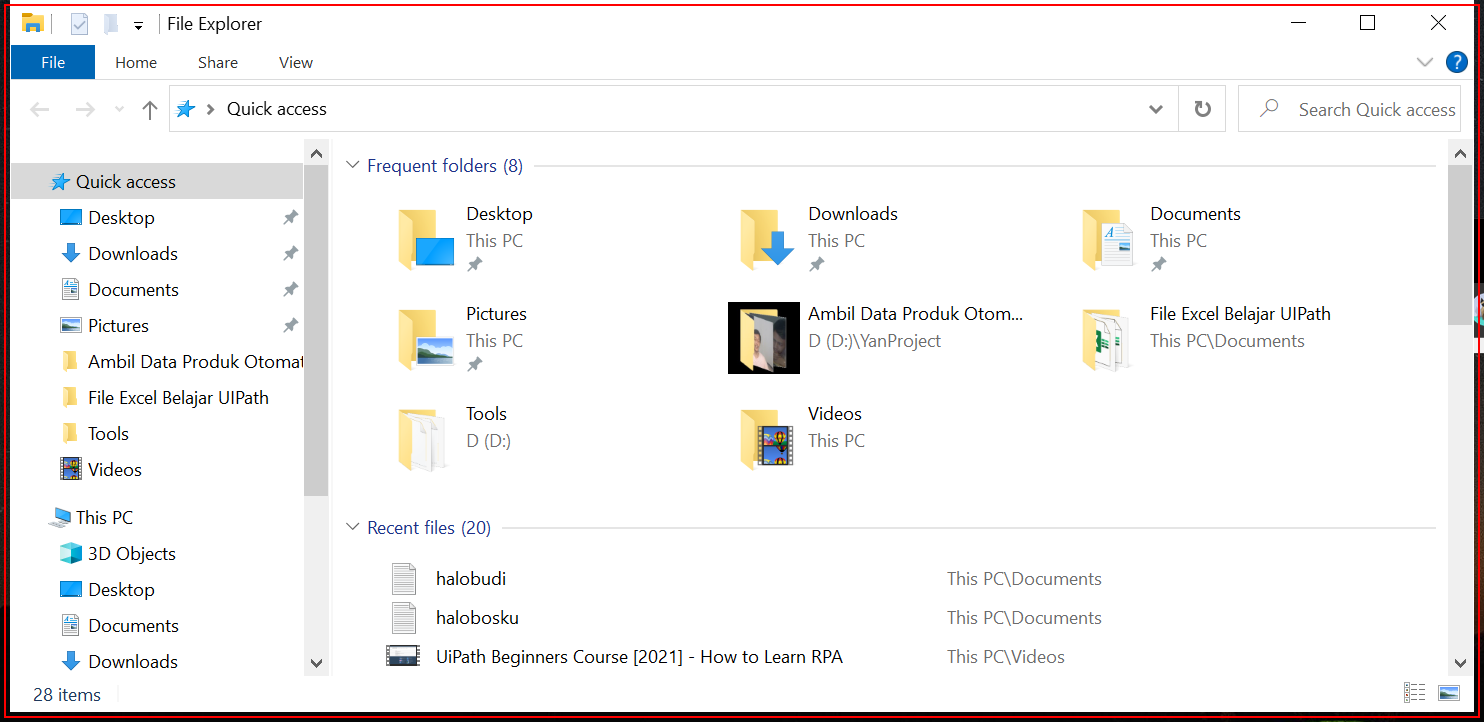 File Explorer
File Home Share View
?
Quick access
Search Quick access
Quick access
Desktop
Downloads
Documents
Pictures
Ambil Data Produk Otomat
File Excel Belajar UIPath
Tools
Videos
This PC
3D Objects
Desktop
Documents
Downloads
Frequent folders (8)
Desktop
This PC
Downloads
This PC
Documents
This PC
Pictures
This PC
Ambil Data Produk Otom...
D (D:)\YanProject
File Excel Belajar UIPath
This PC\Documents
Tools
D (D:)
Videos
This PC
Recent files (20)
halobudi This PC\Documents
halobosku This PC\Documents
UiPath Beginners Course [2021] - How to Learn RPA This PC\Videos
28 items